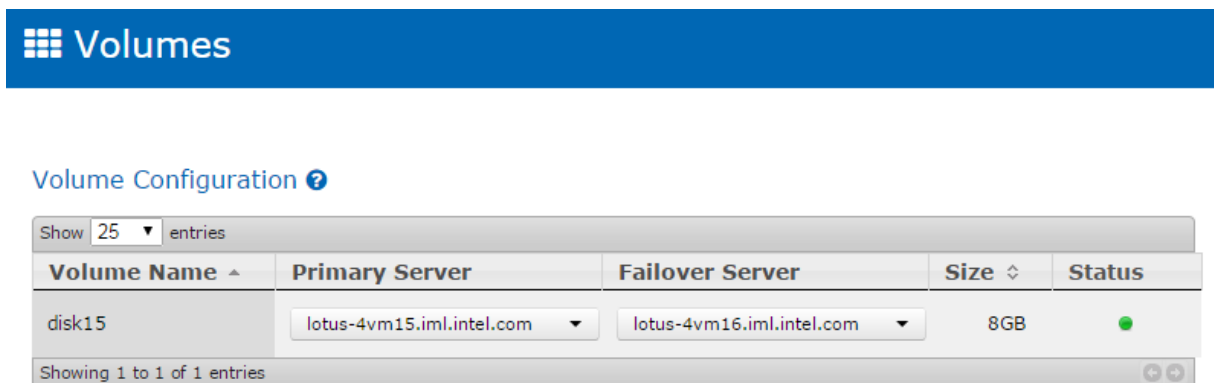 Volumes
Volume Configuration
Show 25 entries
Volume Name Primary Server Failover Server Size Status
disk15 lotus-4vm15.iml.intel.com lotus-4vm16.iml.intel.com 8GB
Showing 1 to 1 of 1 entries